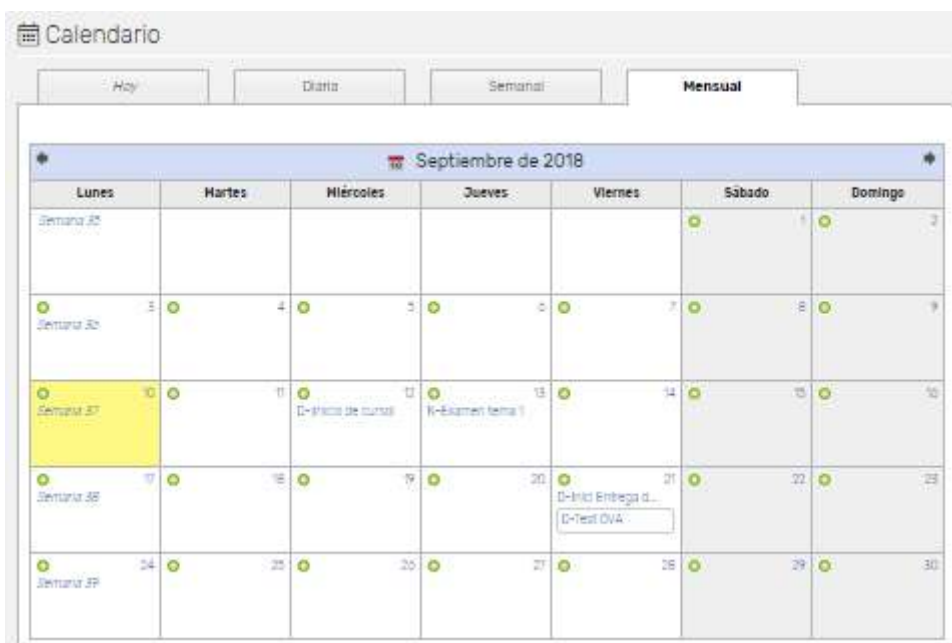 Calendario
Hoy
Diaria
Semanal
Mensual
Septiembre de 2018
Lunes Martes Miércoles Jueves Viernes Sábado Domingo
Semana 35 1 2
3 4 5 6 7 8 9
Semana 36
10 11 12 13 14 15 16
Semana 37 D-Inicio de curso! N-Examen tema 1
17 18 19 20 21 22 23
Semana 38 D-Inici Entrega d...
D-Test OVA
24 25 26 27 28 29 30
Semana 39